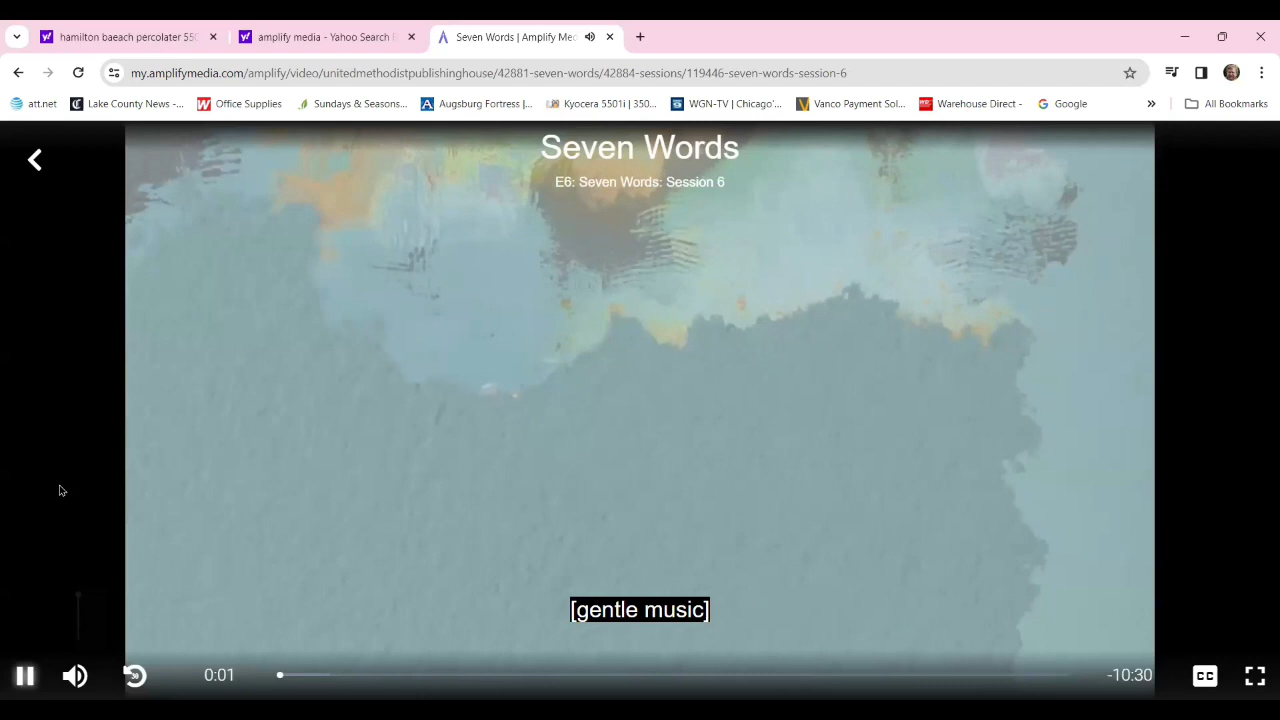 hamilton baeach percolater 550
amplify media - Yahoo Search R
Seven Words | Amplify Med
my.amplifymedia.com/amplify/video/unitedmethodistpublishinghouse/42881-seven-words/42884-sessions/119446-seven-words-session-6
att.net
Lake County News -...
Office Supplies
Sundays & Seasons...
Augsburg Fortress |...
Kyocera 5501i | 350...
WGN-TV | Chicago'...
Vanco Payment Sol...
Warehouse Direct -
Google
»
All Bookmarks
Seven Words
E6: Seven Words: Session 6
[gentle music]
30
0:01
-10:30
CC